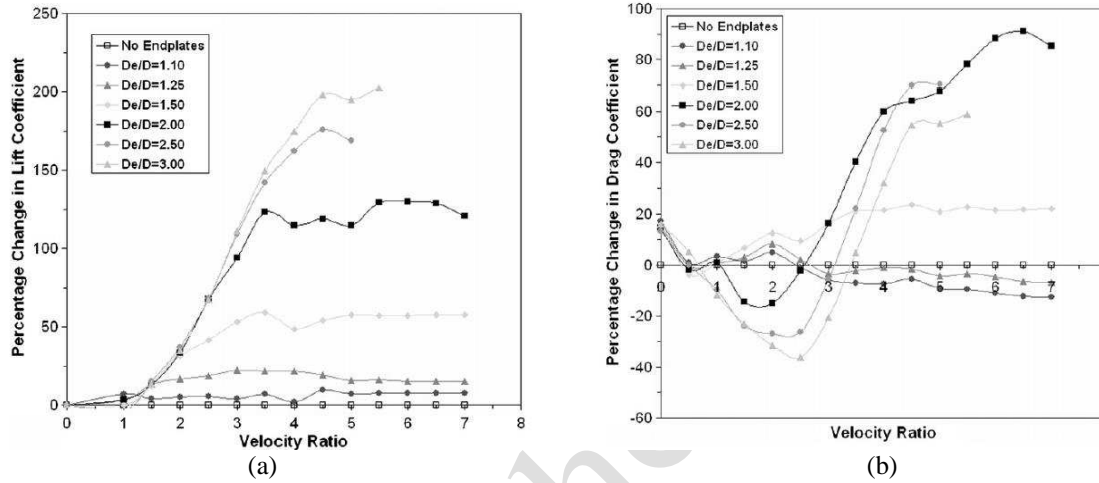 Percentage Change in Lift Coefficient
250
200
150
100
50
0
No Endplates
De/D=1.10
De/D=1.25
De/D=1.50
De/D=2.00
De/D=2.50
De/D=3.00
0 1 2 3 4 5 6 7 8
Velocity Ratio
(a)
Percentage Change in Drag Coefficient
100
80
60
40
20
0
-20
-40
-60
No Endplates
De/D=1.10
De/D=1.25
De/D=1.50
De/D=2.00
De/D=2.50
De/D=3.00
0 1 2 3 4 5 6 7 8
Velocity Ratio
(b)